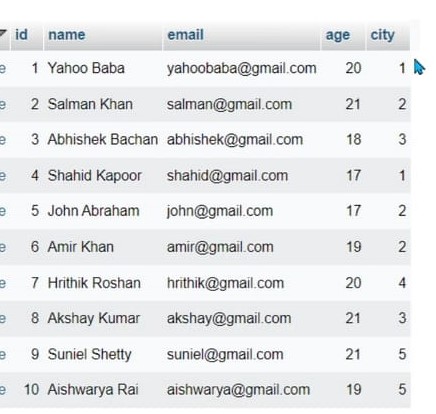 id name email age city
e 1 Yahoo Baba yahoobaba@gmail.com 20 1
e 2 Salman Khan salman@gmail.com 21 2
e 3 Abhishek Bachan abhishek@gmail.com 18 3
e 4 Shahid Kapoor shahid@gmail.com 17 1
e 5 John Abraham john@gmail.com 17 2
e 6 Amir Khan amir@gmail.com 19 2
e 7 Hrithik Roshan hrithik@gmail.com 20 4
e 8 Akshay Kumar akshay@gmail.com 21 3
e 9 Suniel Shetty suniel@gmail.com 21 5
e 10 Aishwarya Rai aishwarya@gmail.com 19 5